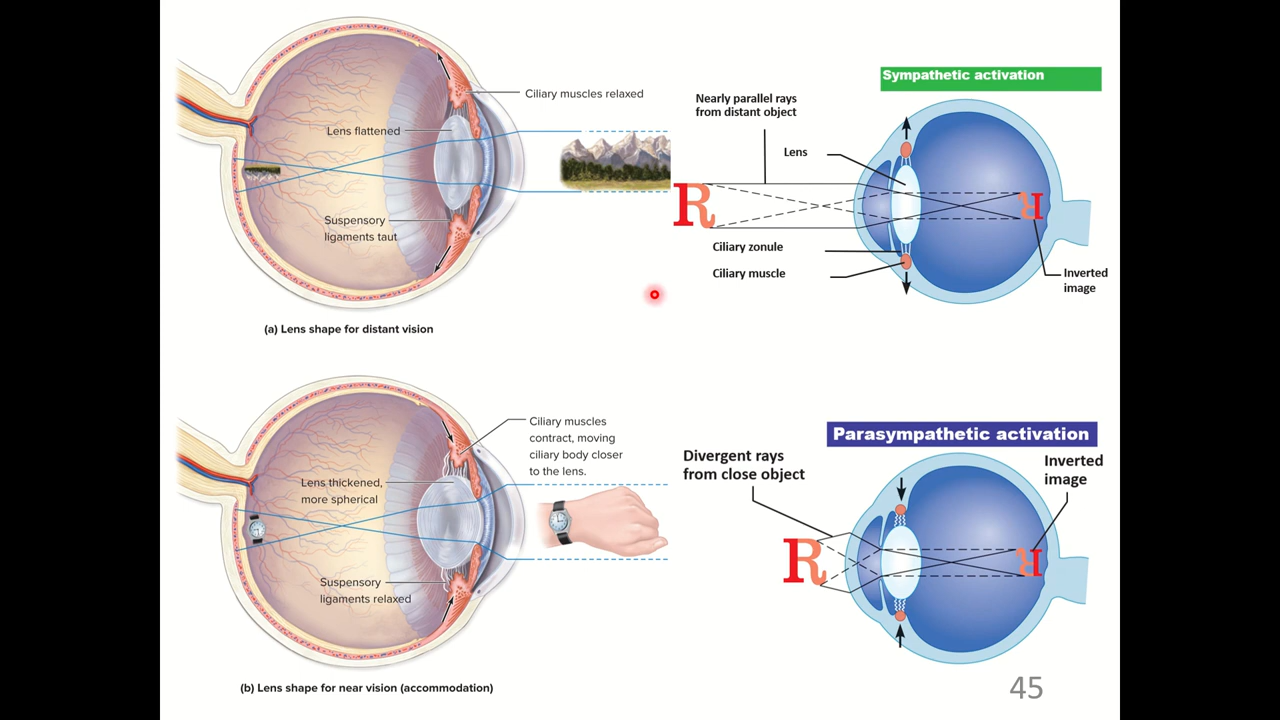 Ciliary muscles relaxed
Lens flattened
Suspensory
ligaments taut
(a) Lens shape for distant vision
Sympathetic activation
Nearly parallel rays
from distant object
Lens
R
R
Ciliary zonule
Ciliary muscle
Inverted
image
Ciliary muscles
contract, moving
ciliary body closer
to the lens.
Lens thickened,
more spherical
Suspensory
ligaments relaxed
(b) Lens shape for near vision (accommodation)
Parasympathetic activation
Divergent rays
from close object
Inverted
image
R
R
45